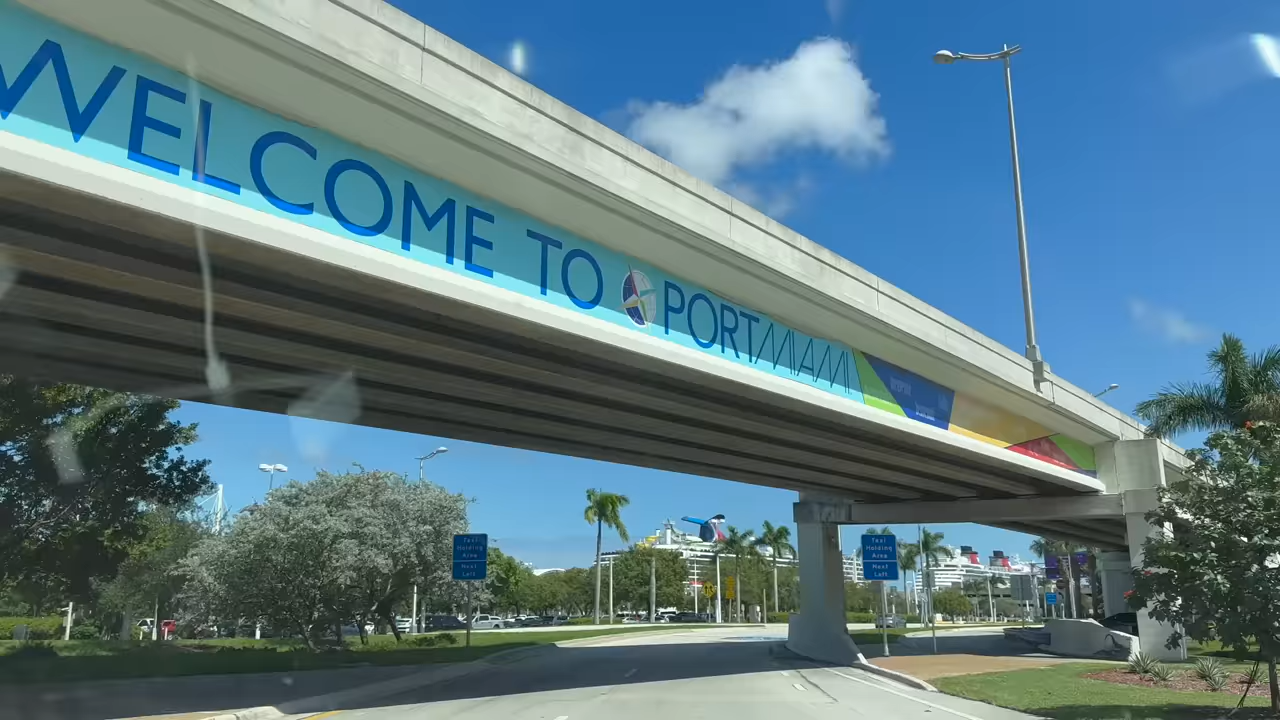 WELCOME TO PORTMIAMI
Taxi
Holding
Area
Next
Left
Taxi
Holding
Area
Next
Left